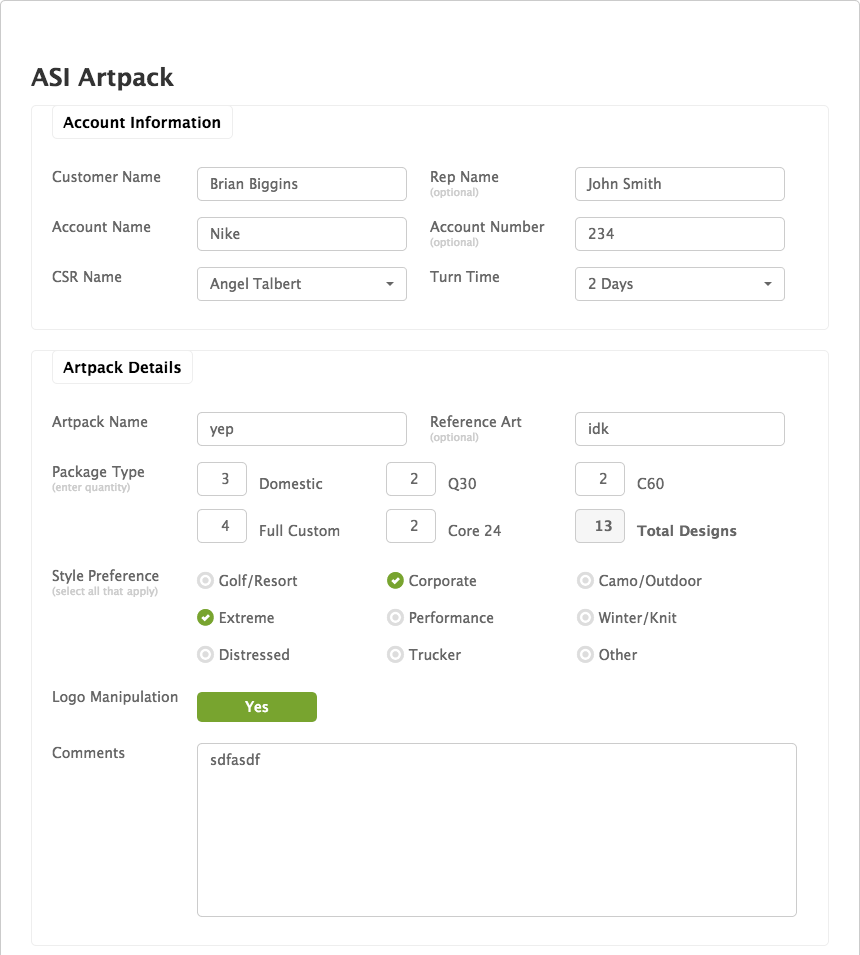 ASI Artpack
Account Information
Customer Name Brian Biggins Rep Name John Smith
(optional)
Account Name Nike Account Number 234
(optional)
CSR Name Angel Talbert Turn Time 2 Days
Artpack Details
Artpack Name yep Reference Art idk
(optional)
Package Type 3 Domestic 2 Q30 2 C60
(enter quantity)
4 Full Custom 2 Core 24 13 Total Designs
Style Preference Golf/Resort Corporate Camo/Outdoor
(select all that apply)
Extreme Performance Winter/Knit
Distressed Trucker Other
Logo Manipulation Yes
Comments sdfasdf